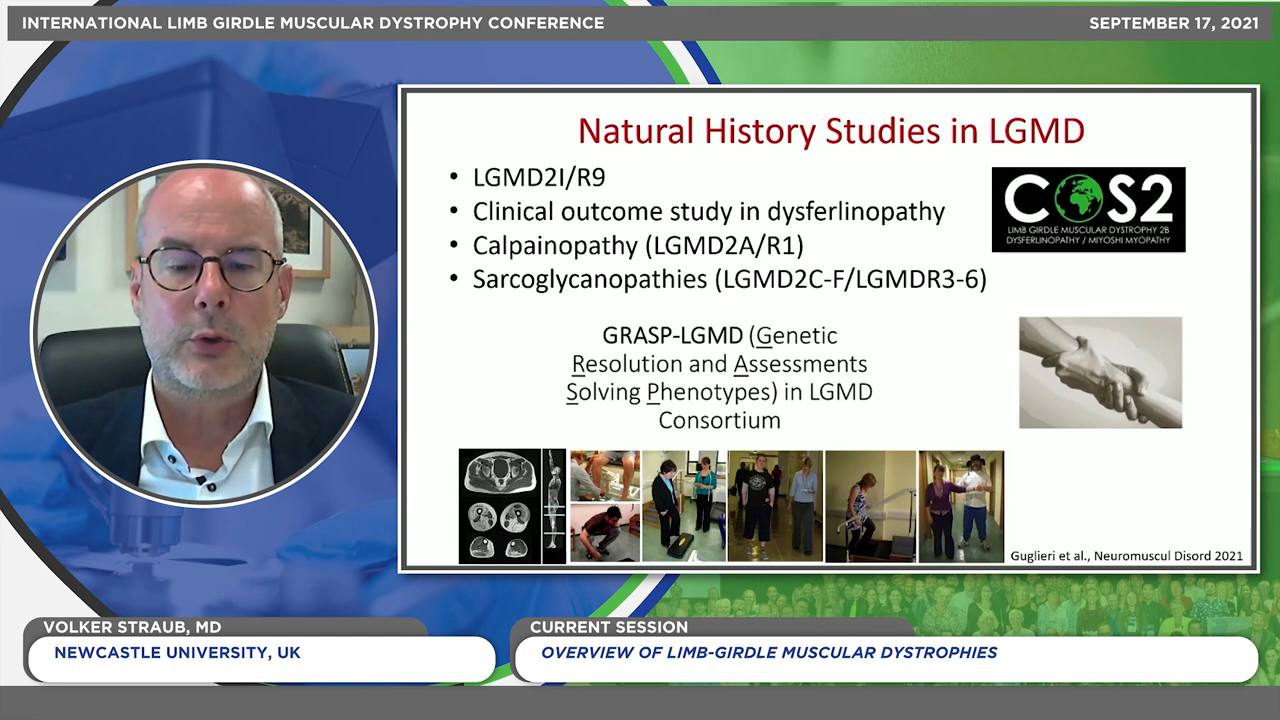 INTERNATIONAL LIMB GIRDLE MUSCULAR DYSTROPHY CONFERENCE
SEPTEMBER 17, 2021
Natural History Studies in LGMD
• LGMD2I/R9
• Clinical outcome study in dysferlinopathy
• Calpainopathy (LGMD2A/R1)
• Sarcoglycanopathies (LGMD2C-F/LGMDR3-6)
COS2
LIMB GIRDLE MUSCULAR DYSTROPHY 2B
DYSFERLINOPATHY / MIYOSHI MYOPATHY
GRASP-LGMD (Genetic
Resolution and Assessments
Solving Phenotypes) in LGMD
Consortium
Guglieri et al., Neuromuscul Disord 2021
VOLKER STRAUB, MD
NEWCASTLE UNIVERSITY, UK
CURRENT SESSION
OVERVIEW OF LIMB-GIRDLE MUSCULAR DYSTROPHIES